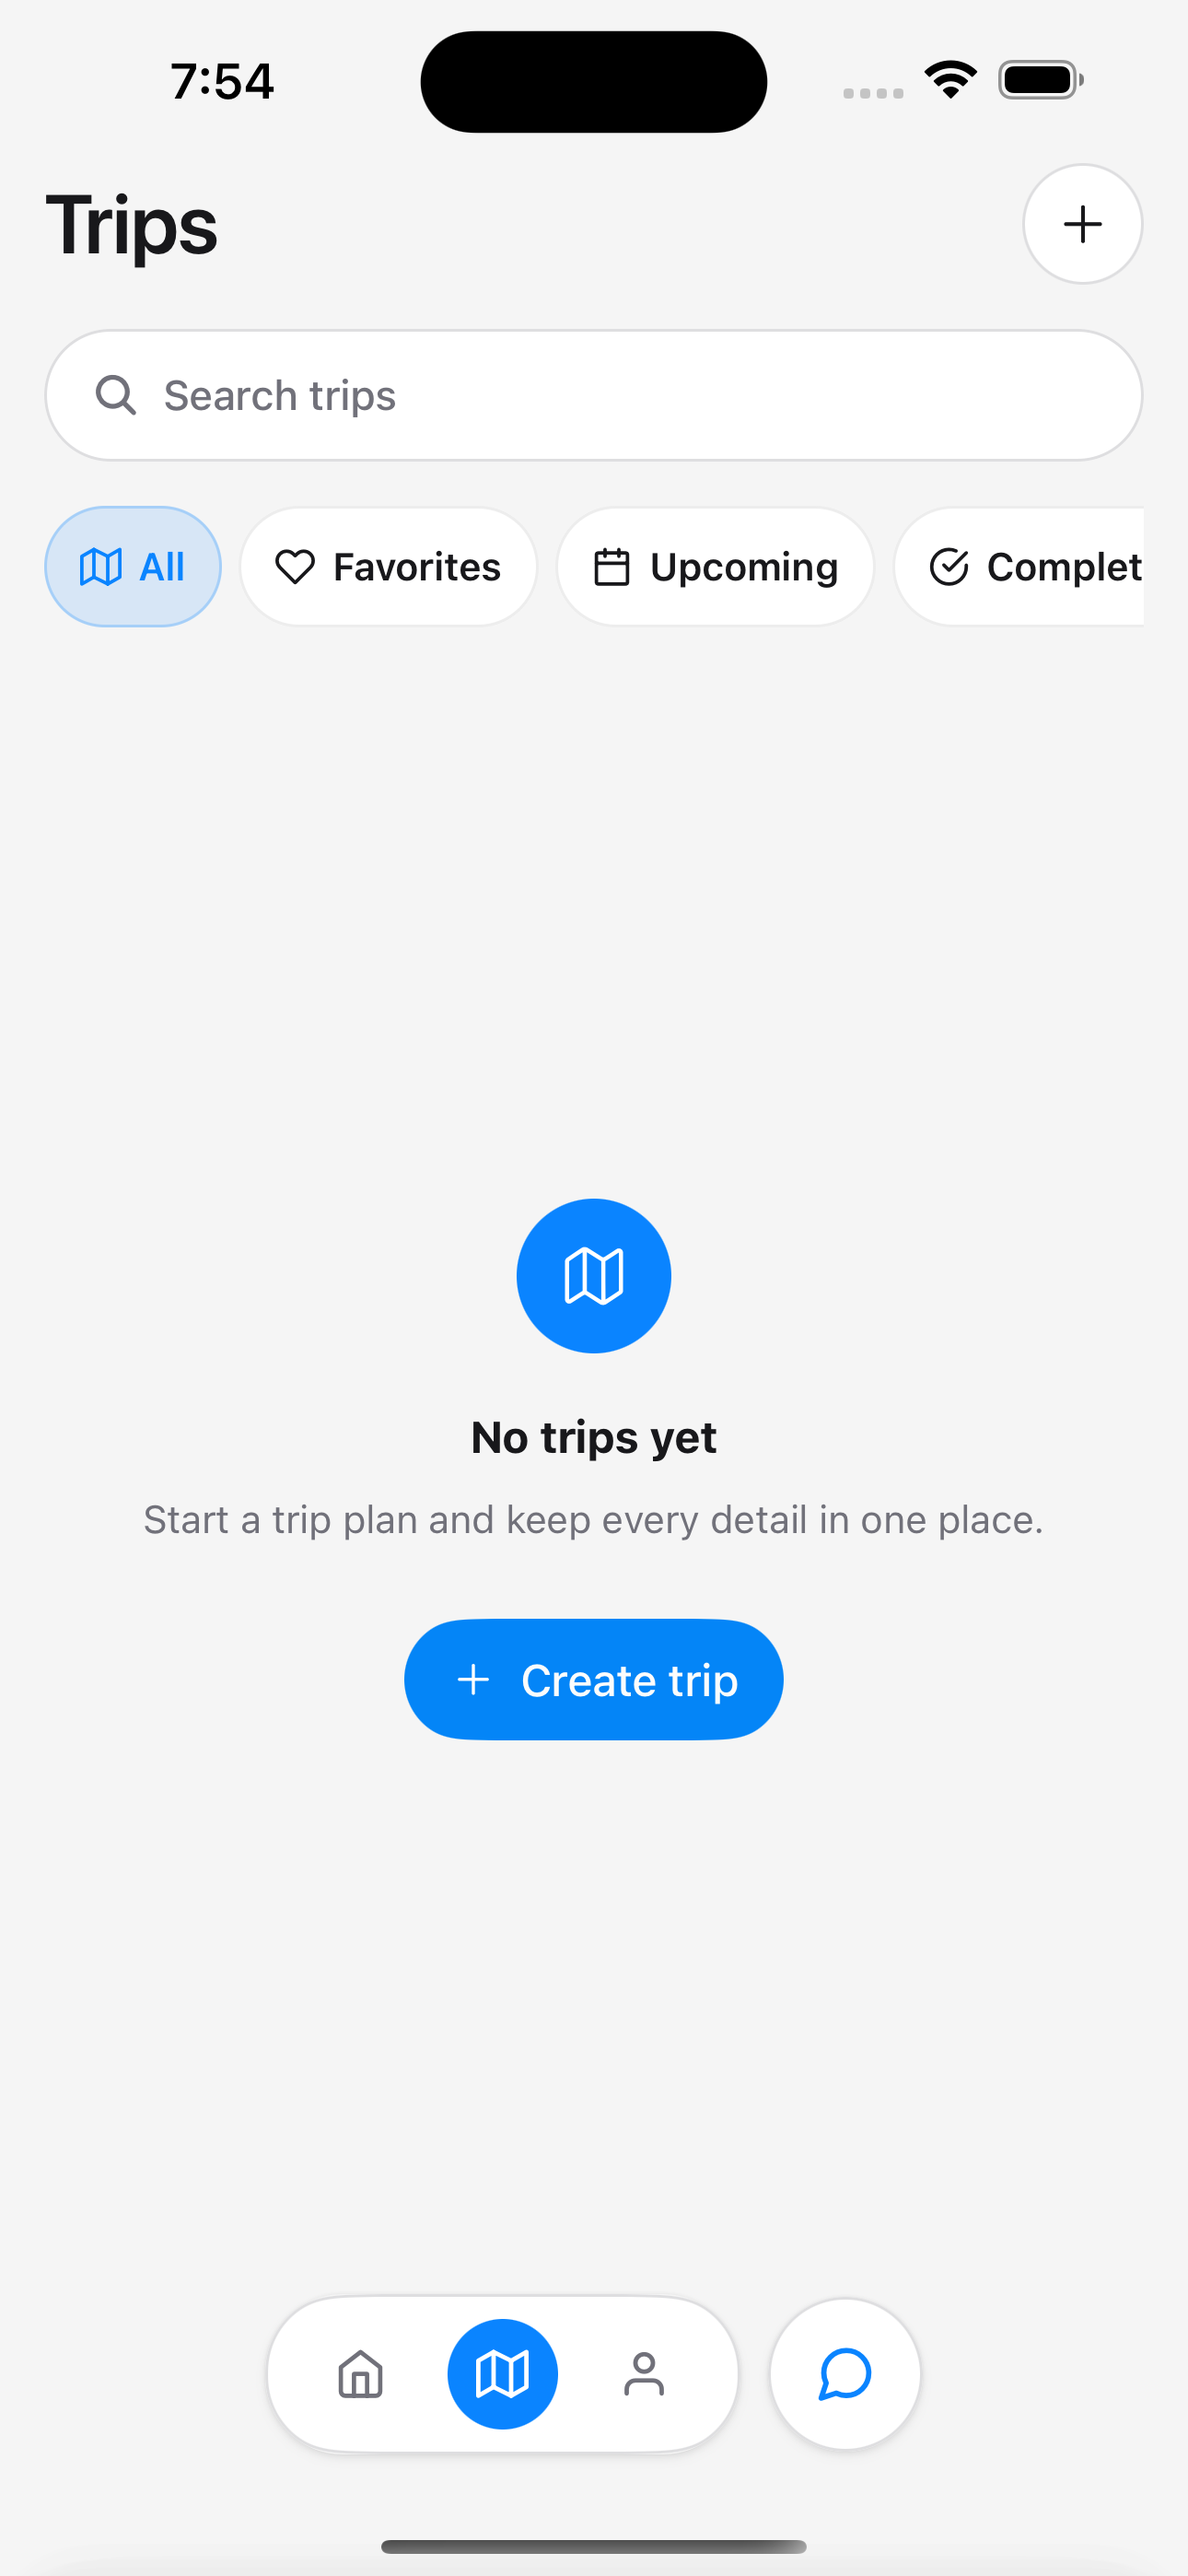 7:54
Trips
Search trips
All
Favorites
Upcoming
Complet
No trips yet
Start a trip plan and keep every detail in one place.
Create trip